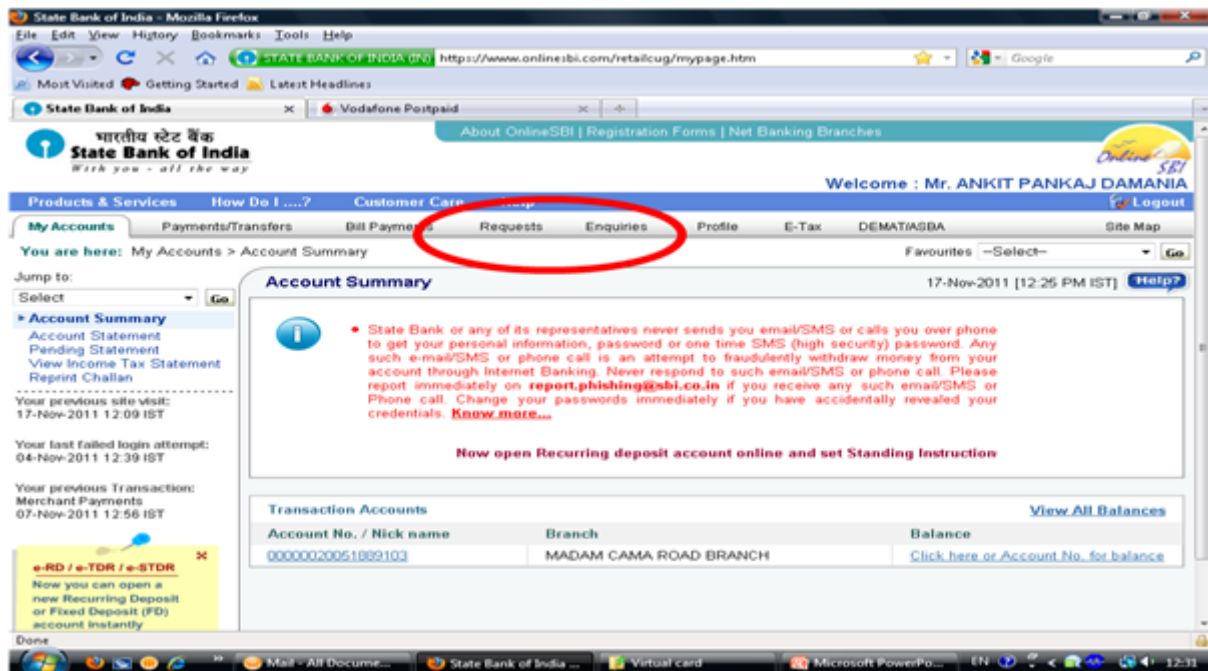 State Bank of India - Mozilla Firefox
File Edit View History Bookmarks Tools Help
STATE BANK OF INDIA (IN) https://www.onlinesbi.com/retailcug/mypage.htm Google
Most Visited Getting Started Latest Headlines
State Bank of India Vodafone Postpaid
About OnlineSBI | Registration Forms | Net Banking Branches
भारतीय स्टेट बैंक
State Bank of India
With you - all the way
Online SBI
Welcome : Mr. ANKIT PANKAJ DAMANIA
Products & Services How Do I ....? Customer Care Help Logout
My Accounts Payments/Transfers Bill Payments Requests Enquiries Profile E-Tax DEMAT/ASBA Site Map
You are here: My Accounts > Account Summary Favourites --Select-- Go
Jump to:
Select Go
Account Summary
Account Statement
Pending Statement
View Income Tax Statement
Reprint Challan
Your previous site visit:
17-Nov-2011 12:09 IST
Your last failed login attempt:
04-Nov-2011 12:39 IST
Your previous Transaction:
Merchant Payments
07-Nov-2011 12:56 IST
e-RD / e-TDR / e-STDR
Now you can open a
new Recurring Deposit
or Fixed Deposit (FD)
account instantly
Account Summary 17-Nov-2011 [12:25 PM IST] Help?
• State Bank or any of its representatives never sends you email/SMS or calls you over phone
to get your personal information, password or one time SMS (high security) password. Any
such e-mail/SMS or phone call is an attempt to fraudulently withdraw money from your
account through Internet Banking. Never respond to such email/SMS or phone call. Please
report immediately on report.phishing@sbi.co.in if you receive any such email/SMS or
Phone call. Change your passwords immediately if you have accidentally revealed your
credentials. Know more...
Now open Recurring deposit account online and set Standing Instruction
Transaction Accounts View All Balances
Account No. / Nick name Branch Balance
00000020051889103 MADAM CAMA ROAD BRANCH Click here or Account No. for balance
Done
Mail - All Docume... State Bank of India ... Virtual card Microsoft PowerPo... EN 12:31